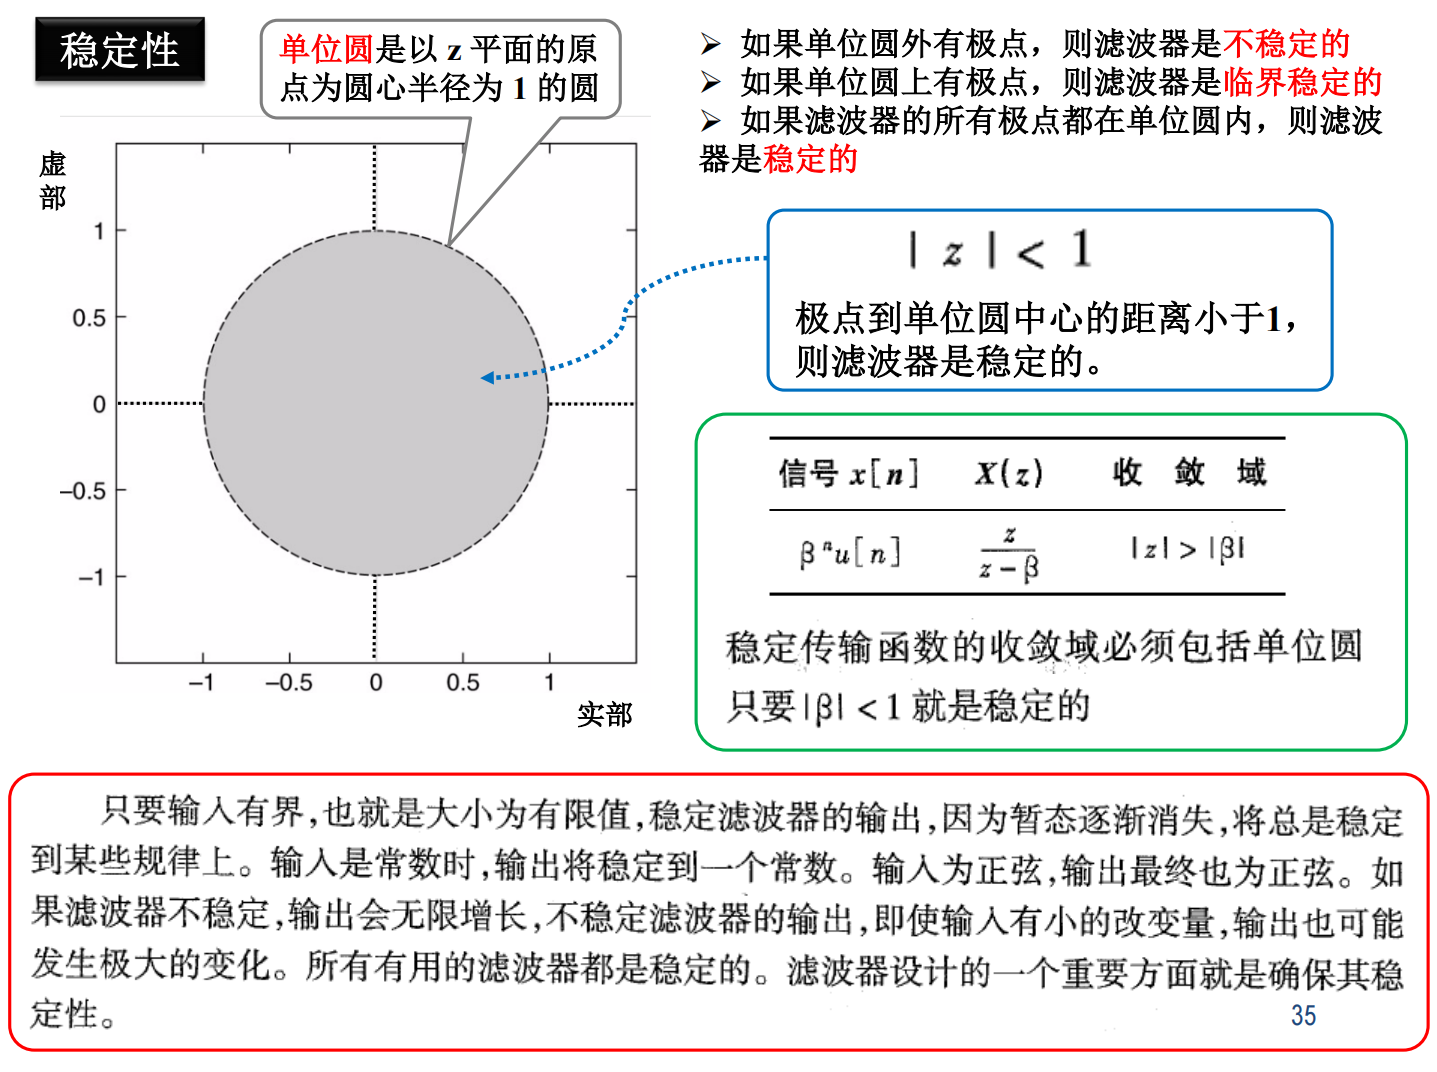 稳定性
单位圆是以 z 平面的原
点为圆心半径为 1 的圆
➢ 如果单位圆外有极点，则滤波器是不稳定的
➢ 如果单位圆上有极点，则滤波器是临界稳定的
➢ 如果滤波器的所有极点都在单位圆内，则滤波
器是稳定的
虚
部
1
0.5
0
−0.5
−1
−1 −0.5 0 0.5 1
实部
| z | < 1
极点到单位圆中心的距离小于1，
则滤波器是稳定的。
信号 x[n] X(z) 收 敛 域
βⁿu[n] z/(z − β) |z| > |β|
稳定传输函数的收敛域必须包括单位圆
只要|β| < 1 就是稳定的
只要输入有界,也就是大小为有限值,稳定滤波器的输出,因为暂态逐渐消失,将总是稳定
到某些规律上。输入是常数时,输出将稳定到一个常数。输入为正弦,输出最终也为正弦。如
果滤波器不稳定,输出会无限增长,不稳定滤波器的输出,即使输入有小的改变量,输出也可能
发生极大的变化。所有有用的滤波器都是稳定的。滤波器设计的一个重要方面就是确保其稳
定性。
35